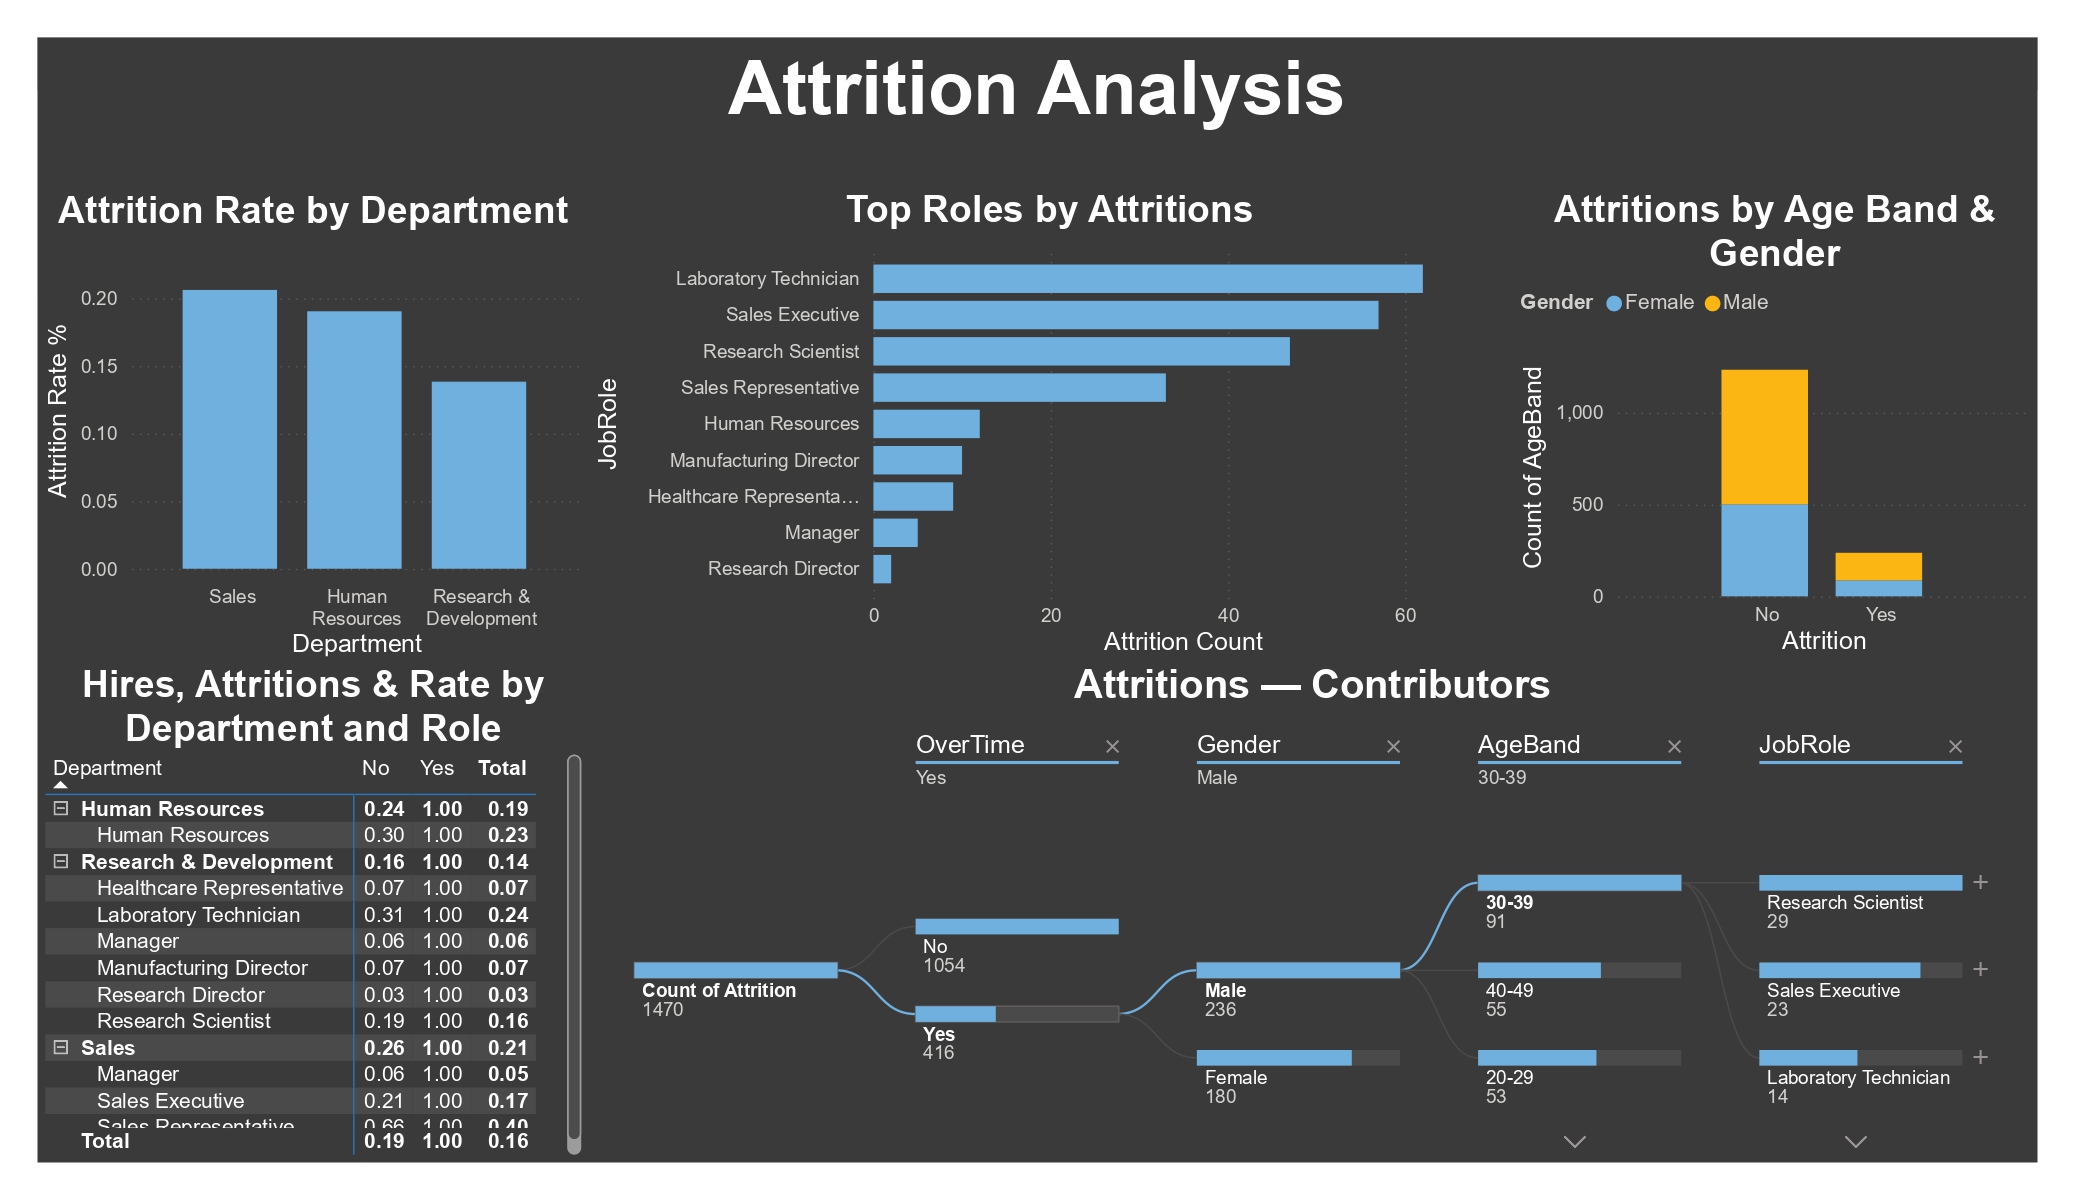 Attrition Analysis
Attrition Rate by Department
Attrition Rate %
0.20
0.15
0.10
0.05
0.00
Sales
Human
Resources
Research &
Development
Department
Top Roles by Attritions
JobRole
Laboratory Technician
Sales Executive
Research Scientist
Sales Representative
Human Resources
Manufacturing Director
Healthcare Representa…
Manager
Research Director
0 20 40 60
Attrition Count
Attritions by Age Band &
Gender
Gender Female Male
Count of AgeBand
1,000
500
0
No Yes
Attrition
Hires, Attritions & Rate by
Department and Role
Department No Yes Total
Human Resources 0.24 1.00 0.19
Human Resources 0.30 1.00 0.23
Research & Development 0.16 1.00 0.14
Healthcare Representative 0.07 1.00 0.07
Laboratory Technician 0.31 1.00 0.24
Manager 0.06 1.00 0.06
Manufacturing Director 0.07 1.00 0.07
Research Director 0.03 1.00 0.03
Research Scientist 0.19 1.00 0.16
Sales 0.26 1.00 0.21
Manager 0.06 1.00 0.05
Sales Executive 0.21 1.00 0.17
Sales Representative 0.66 1.00 0.40
Total 0.19 1.00 0.16
Attritions — Contributors
OverTime
Yes
Gender
Male
AgeBand
30-39
JobRole
Count of Attrition
1470
No
1054
Yes
416
Male
236
Female
180
30-39
91
40-49
55
20-29
53
Research Scientist
29
Sales Executive
23
Laboratory Technician
14